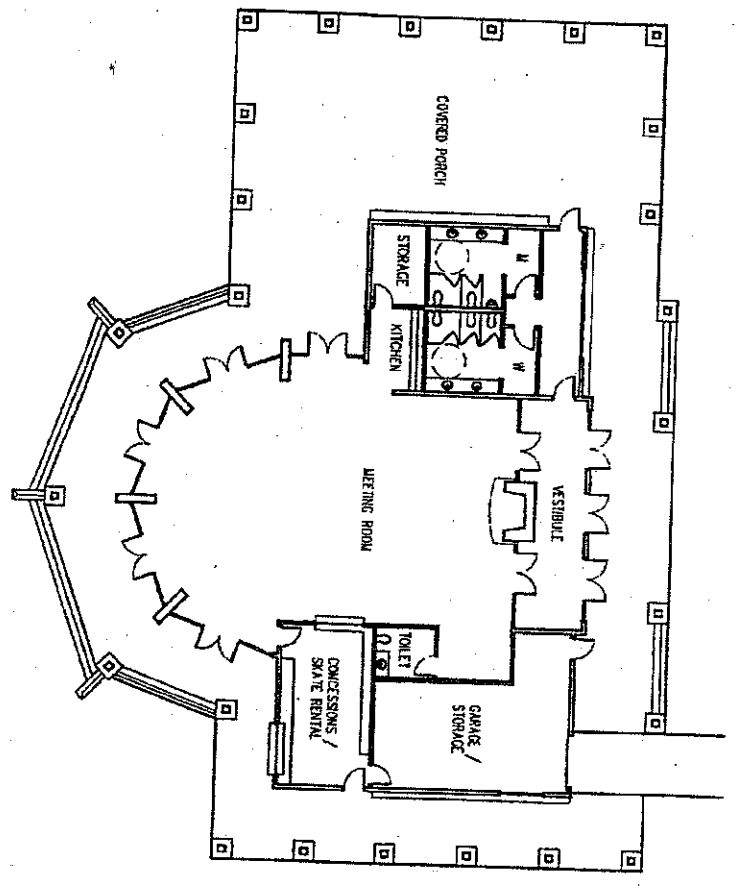 COVERED PORCH
STORAGE
M
KITCHEN
W
MEETING ROOM
VESTIBULE
TOILET
CONCESSIONS /
SKATE RENTAL
GARAGE /
STORAGE